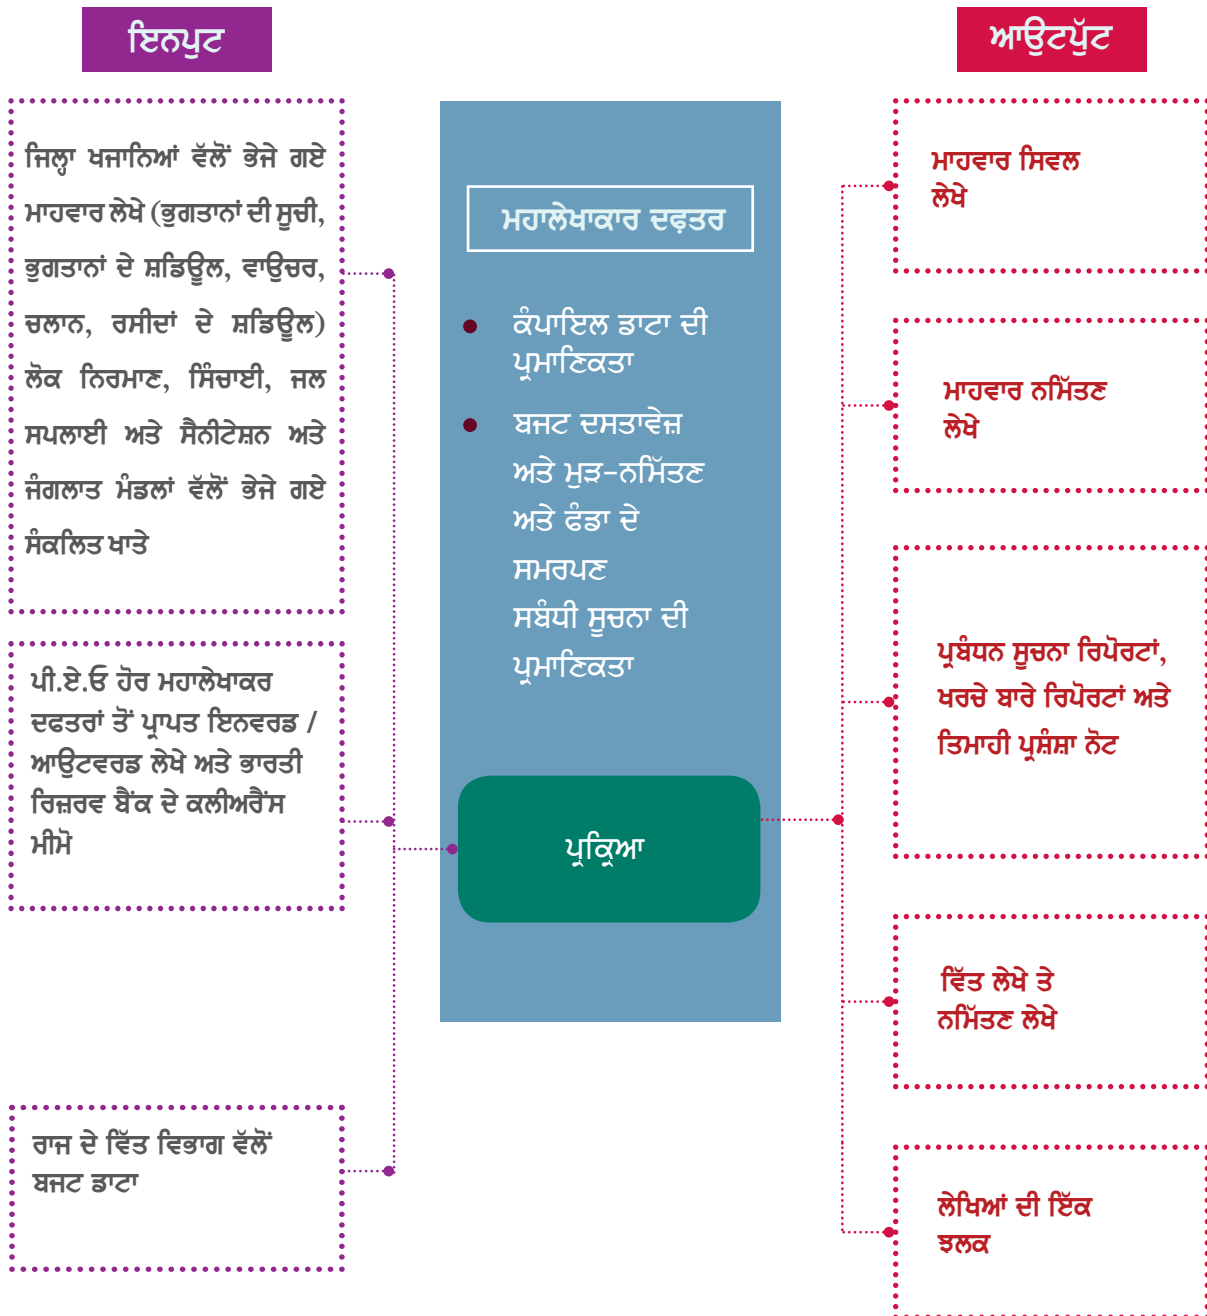 ਇਨਪੁਟ
ਜਿਲ੍ਹਾ ਖਜਾਨਿਆਂ ਵੱਲੋਂ ਭੇਜੇ ਗਏ
ਮਾਹਵਾਰ ਲੇਖੇ (ਭੁਗਤਾਨਾਂ ਦੀ ਸੂਚੀ,
ਭੁਗਤਾਨਾਂ ਦੇ ਸ਼ਡਿਊਲ, ਵਾਉਚਰ,
ਚਲਾਨ, ਰਸੀਦਾਂ ਦੇ ਸ਼ਡਿਊਲ)
ਲੋਕ ਨਿਰਮਾਣ, ਸਿੰਚਾਈ, ਜਲ
ਸਪਲਾਈ ਅਤੇ ਸੈਨੀਟੇਸ਼ਨ ਅਤੇ
ਜੰਗਲਾਤ ਮੰਡਲਾਂ ਵੱਲੋਂ ਭੇਜੇ ਗਏ
ਸੰਕਲਿਤ ਖਾਤੇ
ਪੀ.ਏ.ਓ ਹੋਰ ਮਹਾਲੇਖਾਕਰ
ਦਫਤਰਾਂ ਤੋਂ ਪ੍ਰਾਪਤ ਇਨਵਰਡ /
ਆਉਟਵਰਡ ਲੇਖੇ ਅਤੇ ਭਾਰਤੀ
ਰਿਜ਼ਰਵ ਬੈਂਕ ਦੇ ਕਲੀਅਰੈਂਸ
ਮੀਮੋ
ਰਾਜ ਦੇ ਵਿੱਤ ਵਿਭਾਗ ਵੱਲੋਂ
ਬਜਟ ਡਾਟਾ
ਮਹਾਲੇਖਾਕਾਰ ਦਫ਼ਤਰ
● ਕੰਪਾਇਲ ਡਾਟਾ ਦੀ
ਪ੍ਰਮਾਣਿਕਤਾ
● ਬਜਟ ਦਸਤਾਵੇਜ਼
ਅਤੇ ਮੁੜ-ਨਮਿੱਤਣ
ਅਤੇ ਫੰਡਾ ਦੇ
ਸਮਰਪਣ
ਸਬੰਧੀ ਸੂਚਨਾ ਦੀ
ਪ੍ਰਮਾਣਿਕਤਾ
ਪ੍ਰਕ੍ਰਿਆ
ਆਉਟਪੁੱਟ
ਮਾਹਵਾਰ ਸਿਵਲ
ਲੇਖੇ
ਮਾਹਵਾਰ ਨਮਿੱਤਣ
ਲੇਖੇ
ਪ੍ਰਬੰਧਨ ਸੂਚਨਾ ਰਿਪੋਰਟਾਂ,
ਖਰਚੇ ਬਾਰੇ ਰਿਪੋਰਟਾਂ ਅਤੇ
ਤਿਮਾਹੀ ਪ੍ਰਸ਼ੰਸ਼ਾ ਨੋਟ
ਵਿੱਤ ਲੇਖੇ ਤੇ
ਨਮਿੱਤਣ ਲੇਖੇ
ਲੇਖਿਆਂ ਦੀ ਇੱਕ
ਝਲਕ